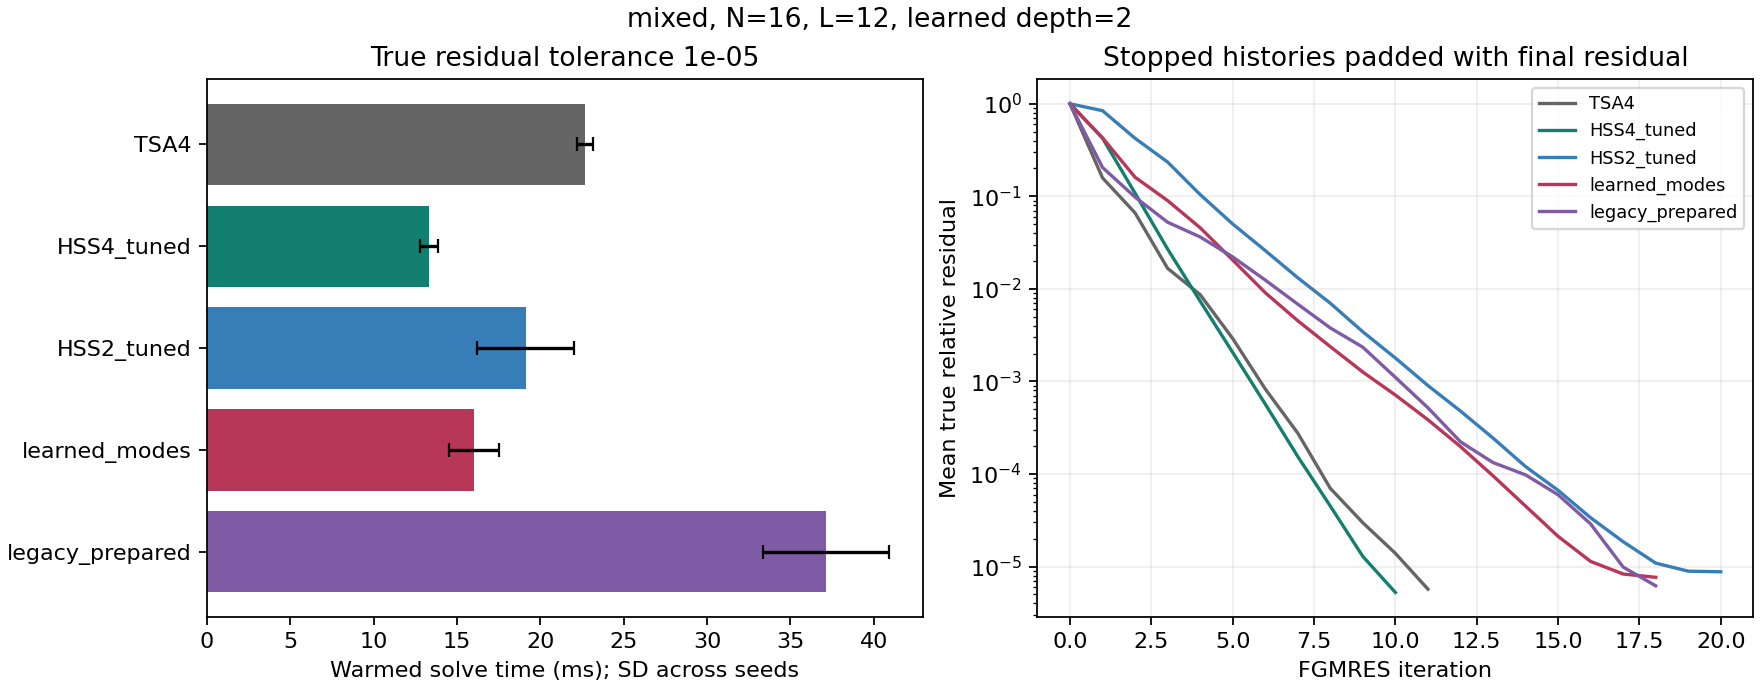 mixed, N=16, L=12, learned depth=2
True residual tolerance 1e-05
TSA4
HSS4_tuned
HSS2_tuned
learned_modes
legacy_prepared
0 5 10 15 20 25 30 35 40
Warmed solve time (ms); SD across seeds
Stopped histories padded with final residual
Mean true relative residual
10⁰
10⁻¹
10⁻²
10⁻³
10⁻⁴
10⁻⁵
TSA4
HSS4_tuned
HSS2_tuned
learned_modes
legacy_prepared
0.0 2.5 5.0 7.5 10.0 12.5 15.0 17.5 20.0
FGMRES iteration